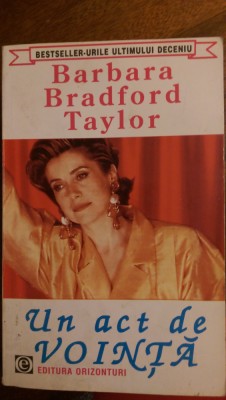 BESTSELLER-URILE ULTIMULUI DECENIU
Barbara
Bradford
Taylor
Un act de
VOINȚĂ
e EDITURA ORIZONTURI